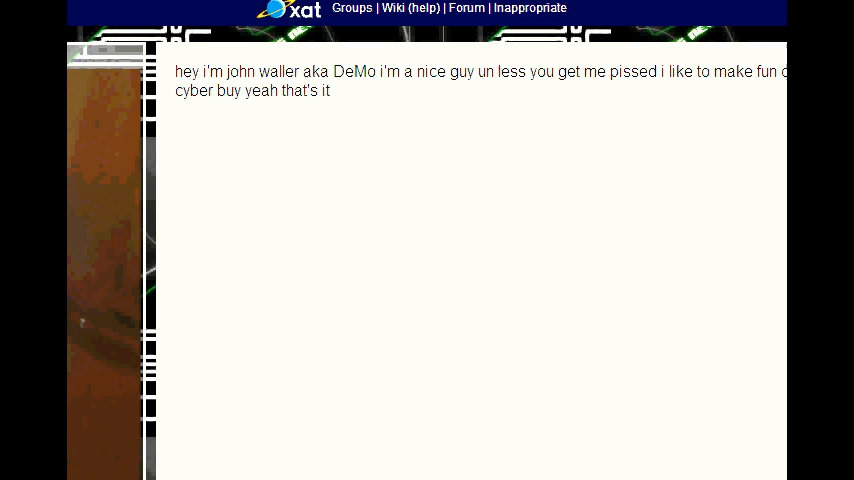 xat Groups | Wiki (help) | Forum | Inappropriate
hey i'm john waller aka DeMo i'm a nice guy un less you get me pissed i like to make fun
cyber buy yeah that's it